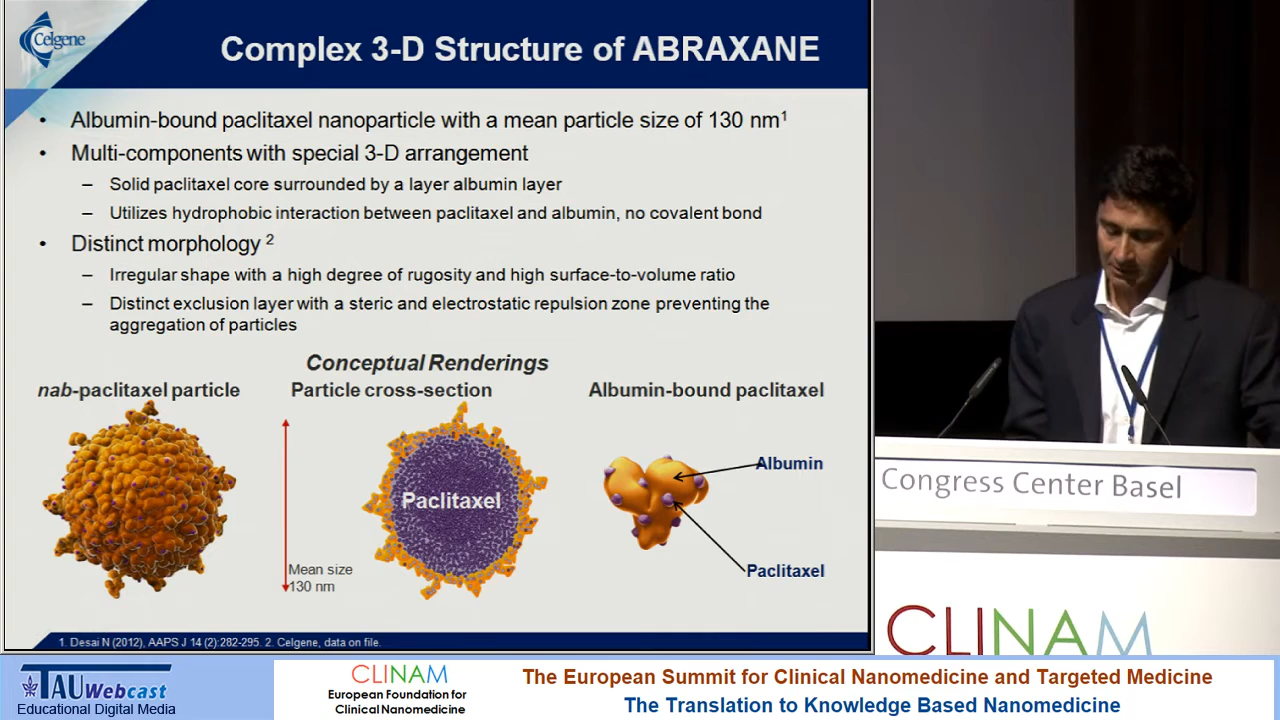 Celgene
Complex 3-D Structure of ABRAXANE
• Albumin-bound paclitaxel nanoparticle with a mean particle size of 130 nm1
• Multi-components with special 3-D arrangement
– Solid paclitaxel core surrounded by a layer albumin layer
– Utilizes hydrophobic interaction between paclitaxel and albumin, no covalent bond
• Distinct morphology 2
– Irregular shape with a high degree of rugosity and high surface-to-volume ratio
– Distinct exclusion layer with a steric and electrostatic repulsion zone preventing the
aggregation of particles
Conceptual Renderings
nab-paclitaxel particle
Particle cross-section
Albumin-bound paclitaxel
Albumin
Paclitaxel
Paclitaxel
Mean size
130 nm
1. Desai N (2012), AAPS J 14 (2):282-295. 2. Celgene, data on file.
Congress Center Basel
CLINAM
TAU Webcast
Educational Digital Media
CLINAM
European Foundation for
Clinical Nanomedicine
The European Summit for Clinical Nanomedicine and Targeted Medicine
The Translation to Knowledge Based Nanomedicine